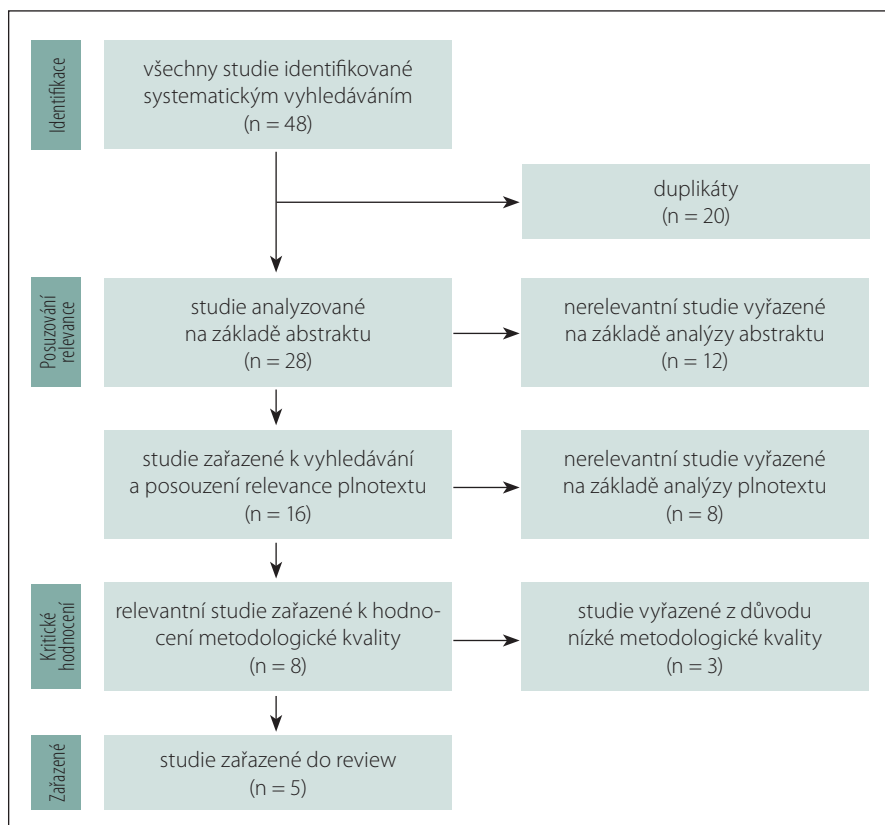 Identifikace
všechny studie identifikované
systematickým vyhledáváním
(n = 48)
duplikáty
(n = 20)
Posuzování
relevance
studie analyzované
na základě abstraktu
(n = 28)
nerelevantní studie vyřazené
na základě analýzy abstraktu
(n = 12)
studie zařazené k vyhledávání
a posouzení relevance plnotextu
(n = 16)
nerelevantní studie vyřazené
na základě analýzy plnotextu
(n = 8)
Kritické
hodnocení
relevantní studie zařazené k hodno-
cení metodologické kvality
(n = 8)
studie vyřazené z důvodu
nízké metodologické kvality
(n = 3)
Zařazené
studie zařazené do review
(n = 5)